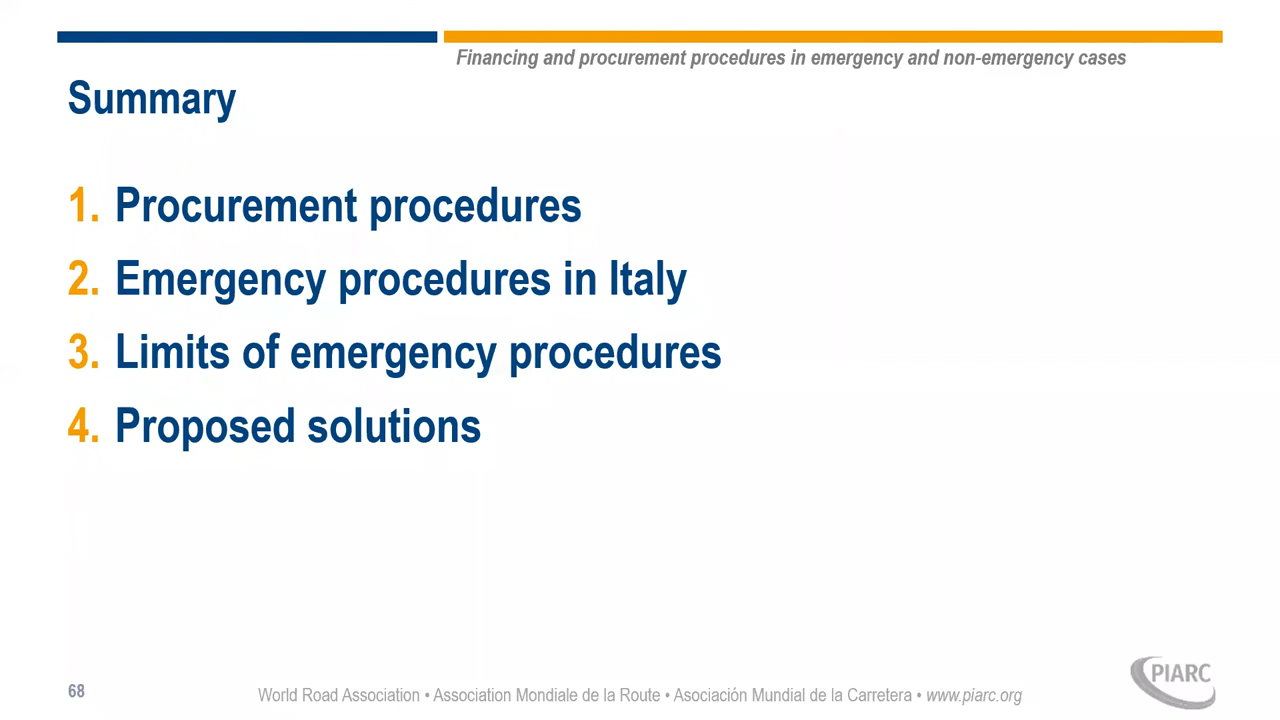 Financing and procurement procedures in emergency and non-emergency cases
Summary
1. Procurement procedures
2. Emergency procedures in Italy
3. Limits of emergency procedures
4. Proposed solutions
68
World Road Association • Association Mondiale de la Route • Asociación Mundial de la Carretera • www.piarc.org
PIARC